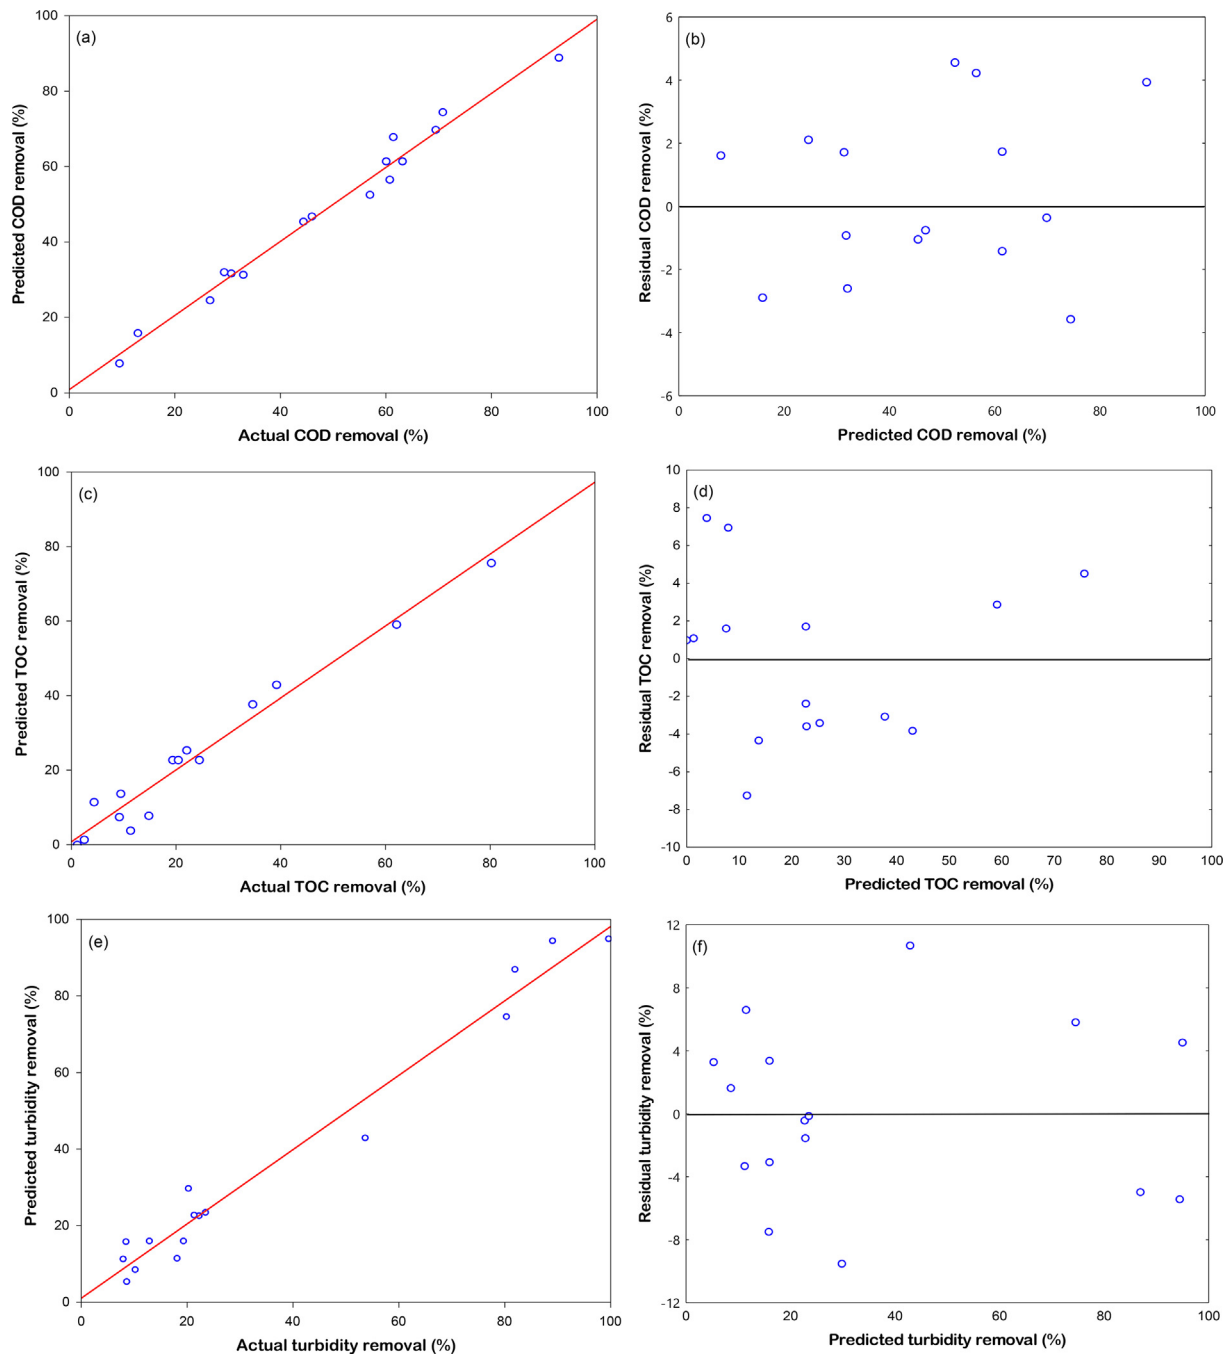 (a)
Predicted COD removal (%)
100
80
60
40
20
0
0 20 40 60 80 100
Actual COD removal (%)
(b)
Residual COD removal (%)
6
4
2
0
-2
-4
-6
0 20 40 60 80 100
Predicted COD removal (%)
(c)
Predicted TOC removal (%)
100
80
60
40
20
0
0 20 40 60 80 100
Actual TOC removal (%)
(d)
Residual TOC removal (%)
10
8
6
4
2
0
-2
-4
-6
-8
-10
0 10 20 30 40 50 60 70 80 90 100
Predicted TOC removal (%)
(e)
Predicted turbidity removal (%)
100
80
60
40
20
0
0 20 40 60 80 100
Actual turbidity removal (%)
(f)
Residual turbidity removal (%)
12
8
4
0
-4
-8
-12
0 20 40 60 80 100
Predicted turbidity removal (%)